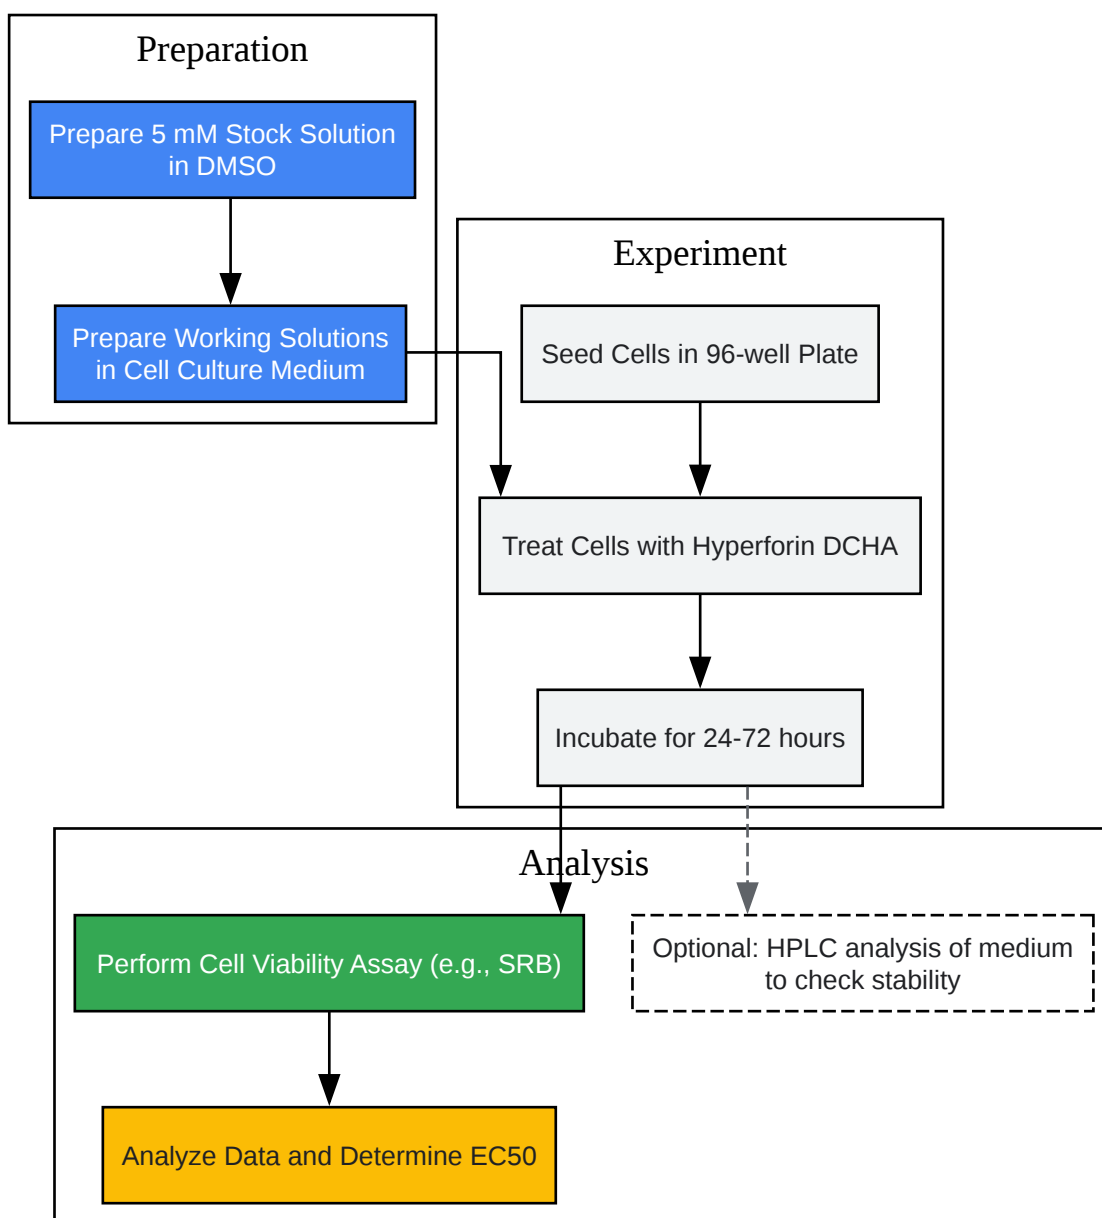 Preparation
Prepare 5 mM Stock Solution
in DMSO
Prepare Working Solutions
in Cell Culture Medium
Experiment
Seed Cells in 96-well Plate
Treat Cells with Hyperforin DCHA
Incubate for 24-72 hours
Analysis
Perform Cell Viability Assay (e.g., SRB)
Optional: HPLC analysis of medium
to check stability
Analyze Data and Determine EC50